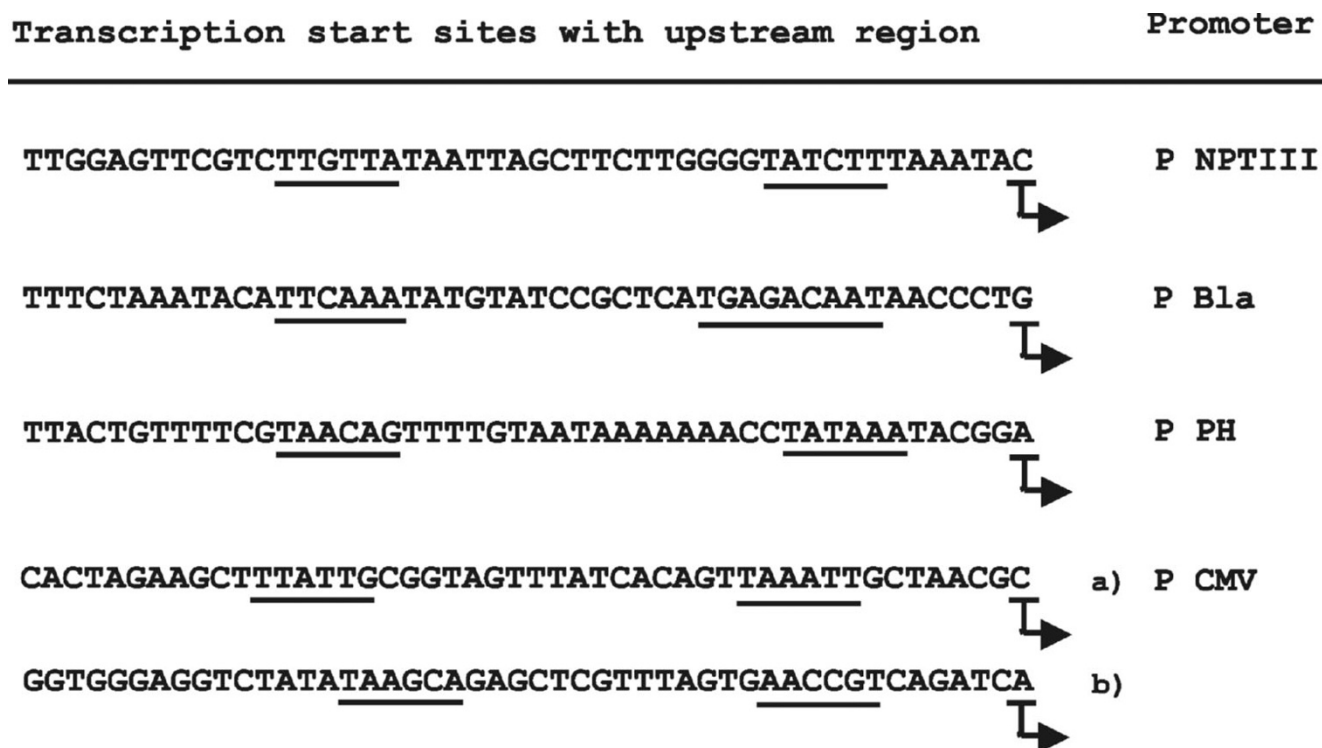 Transcription start sites with upstream region Promoter
TTGGAGTTCGTCTTGTTATAATTAGCTTCTTGGGGTATCTTTAAATAC P NPTIII
TTTCTAAATACATTCAAATATGTATCCGCTCATGAGACAATAACCCTG P Bla
TTACTGTTTTCGTAACAGTTTTGTAATAAAAAAACCTATAAATACGGA P PH
CACTAGAAGCTTTATTGCGGTAGTTTATCACAGTTAAATTGCTAACGC a) P CMV
GGTGGGAGGTCTATATAAGCAGAGCTCGTTTAGTGAACCGTCAGATCA b)